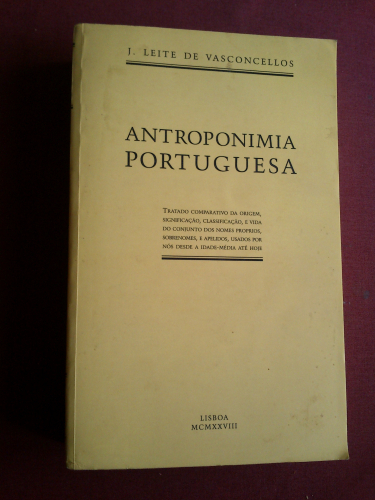 J. LEITE DE VASCONCELLOS
ANTROPONIMIA
PORTUGUESA
TRATADO COMPARATIVO DA ORIGEM,
SIGNIFICAÇÃO, CLASSIFICAÇÃO, E VIDA
DO CONJUNTO DOS NOMES PROPRIOS,
SOBRENOMES, E APELIDOS, USADOS POR
NÓS DESDE A IDADE-MÉDIA ATÉ HOJE
LISBOA
MCMXXVIII